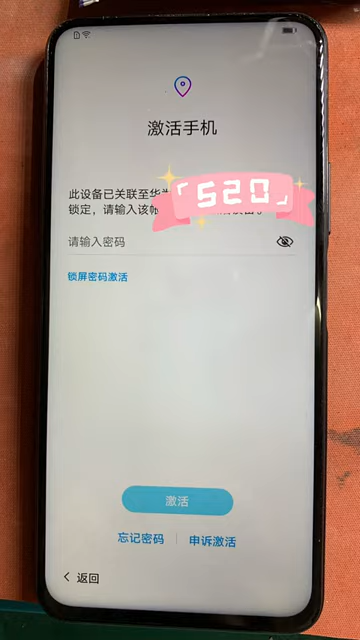 激活手机
此设备已关联至华
锁定，请输入该帐
「520」
请输入密码
锁屏密码激活
激活
忘记密码 | 申诉激活
返回